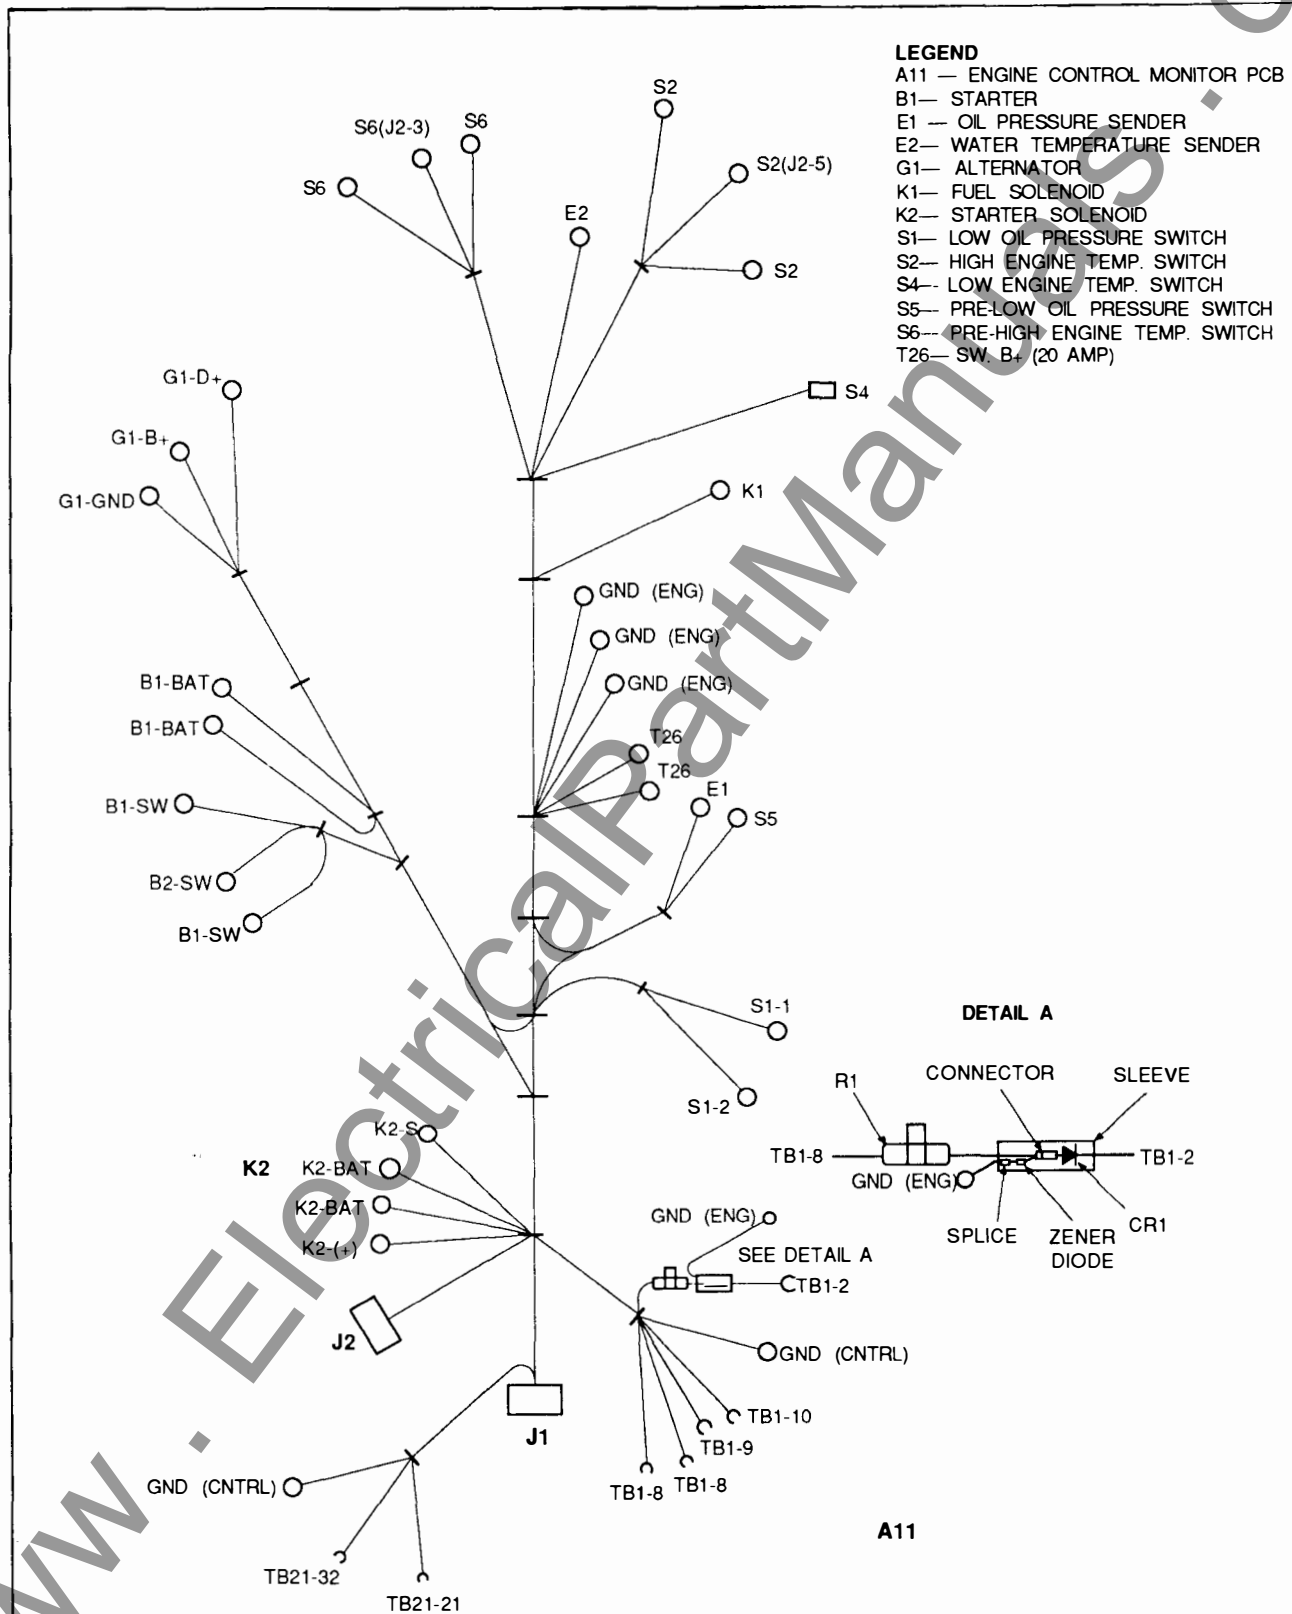 LEGEND
A11 — ENGINE CONTROL MONITOR PCB
B1— STARTER
E1 — OIL PRESSURE SENDER
E2— WATER TEMPERATURE SENDER
G1— ALTERNATOR
K1— FUEL SOLENOID
K2— STARTER SOLENOID
S1— LOW OIL PRESSURE SWITCH
S2— HIGH ENGINE TEMP. SWITCH
S4-- LOW ENGINE TEMP. SWITCH
S5-- PRE-LOW OIL PRESSURE SWITCH
S6-- PRE-HIGH ENGINE TEMP. SWITCH
T26— SW. B+ (20 AMP)
S2
S6(J2-3)
S6
S2(J2-5)
S6
E2
S2
G1-D+
S4
G1-B+
G1-GND
K1
GND (ENG)
GND (ENG)
GND (ENG)
B1-BAT
B1-BAT
T26
T26
E1
B1-SW
S5
B2-SW
B1-SW
S1-1
S1-2
DETAIL A
R1
CONNECTOR
SLEEVE
TB1-8
TB1-2
GND (ENG)
SPLICE
ZENER
DIODE
CR1
K2-S
K2
K2-BAT
K2-BAT
K2-(+)
GND (ENG)
SEE DETAIL A
TB1-2
J2
GND (CNTRL)
TB1-10
J1
TB1-9
TB1-8
TB1-8
GND (CNTRL)
A11
TB21-32
TB21-21
www.ElectricalPartManuals.c